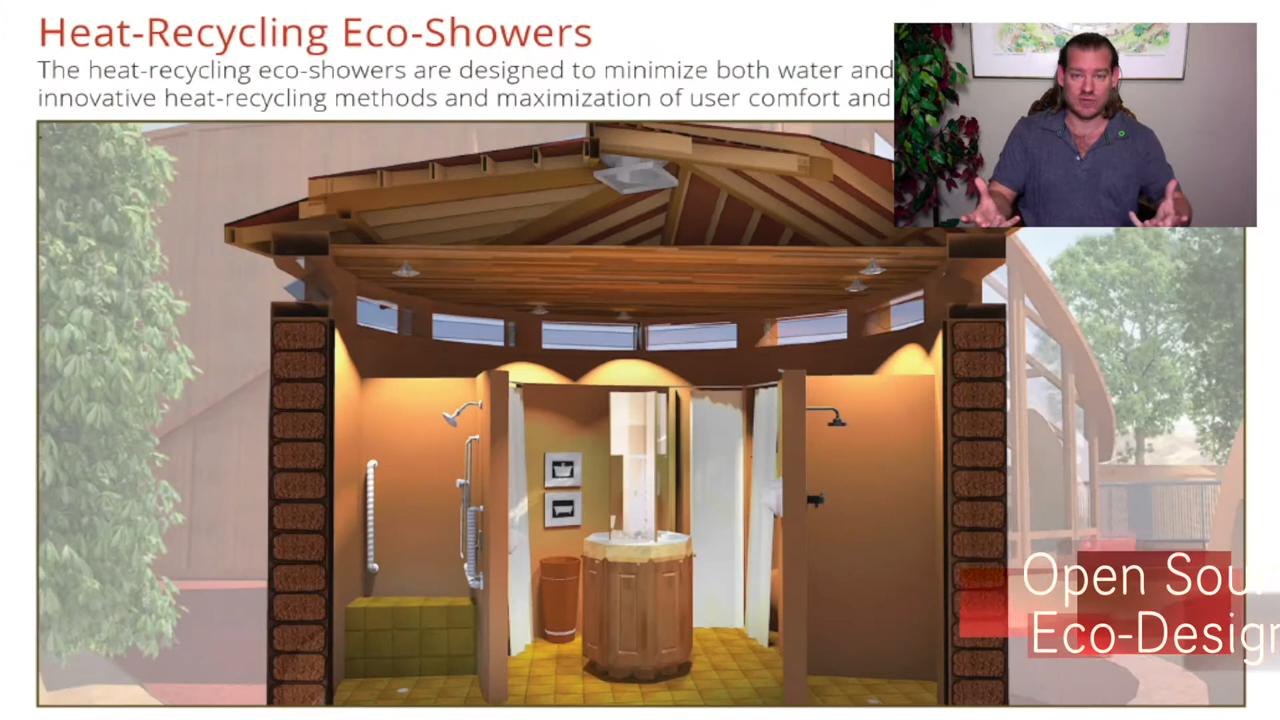 Heat-Recycling Eco-Showers
The heat-recycling eco-showers are designed to minimize both water and
innovative heat-recycling methods and maximization of user comfort and
Open Sou
Eco-Design